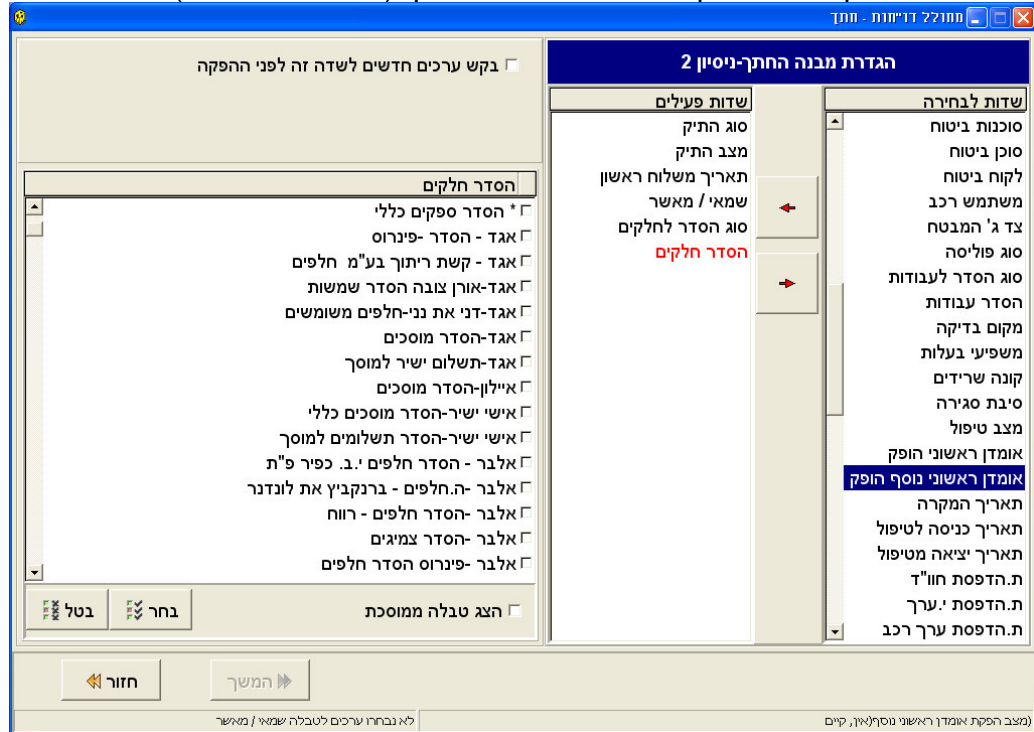 מחולל דו״חות - חתך
הגדרת מבנה החתך-ניסיון 2
שדות לבחירה
סוכנות ביטוח
סוכן ביטוח
לקוח ביטוח
משתמש רכב
צד ג' המבטח
סוג פוליסה
סוג הסדר לעבודות
הסדר עבודות
מקום בדיקה
משפיעי בעלות
קונה שרידים
סיבת סגירה
מצב טיפול
אומדן ראשוני הופק
אומדן ראשוני נוסף הופק
תאריך המקרה
תאריך כניסה לטיפול
תאריך יציאה מטיפול
ת.הדפסת חוו"ד
ת.הדפסת י.ערך
ת.הדפסת ערך רכב
שדות פעילים
סוג התיק
מצב התיק
תאריך משלוח ראשון
שמאי / מאשר
סוג הסדר לחלקים
הסדר חלקים
בקש ערכים חדשים לשדה זה לפני ההפקה
הסדר חלקים
* הסדר ספקים כללי
אגד - הסדר -פינרוס
אגד - קשת ריתוך בע"מ חלפים
אגד-אורן צובה הסדר שמשות
אגד-דני את נני-חלפים משומשים
אגד-הסדר מוסכים
אגד-תשלום ישיר למוסך
איילון-הסדר מוסכים
אישי ישיר-הסדר מוסכים כללי
אישי ישיר-הסדר תשלומים למוסך
אלבר - הסדר חלפים י.ב. כפיר פ"ת
אלבר -ה.חלפים - ברנקביץ את לונדנר
אלבר -הסדר חלפים - רווח
אלבר -הסדר צמיגים
אלבר -פינרוס הסדר חלפים
הצג טבלה ממוסכת
בחר
בטל
המשך
חזור
(מצב הפקת אומדן ראשוני נוסף(אין, קיים
לא נבחרו ערכים לטבלה שמאי / מאשר